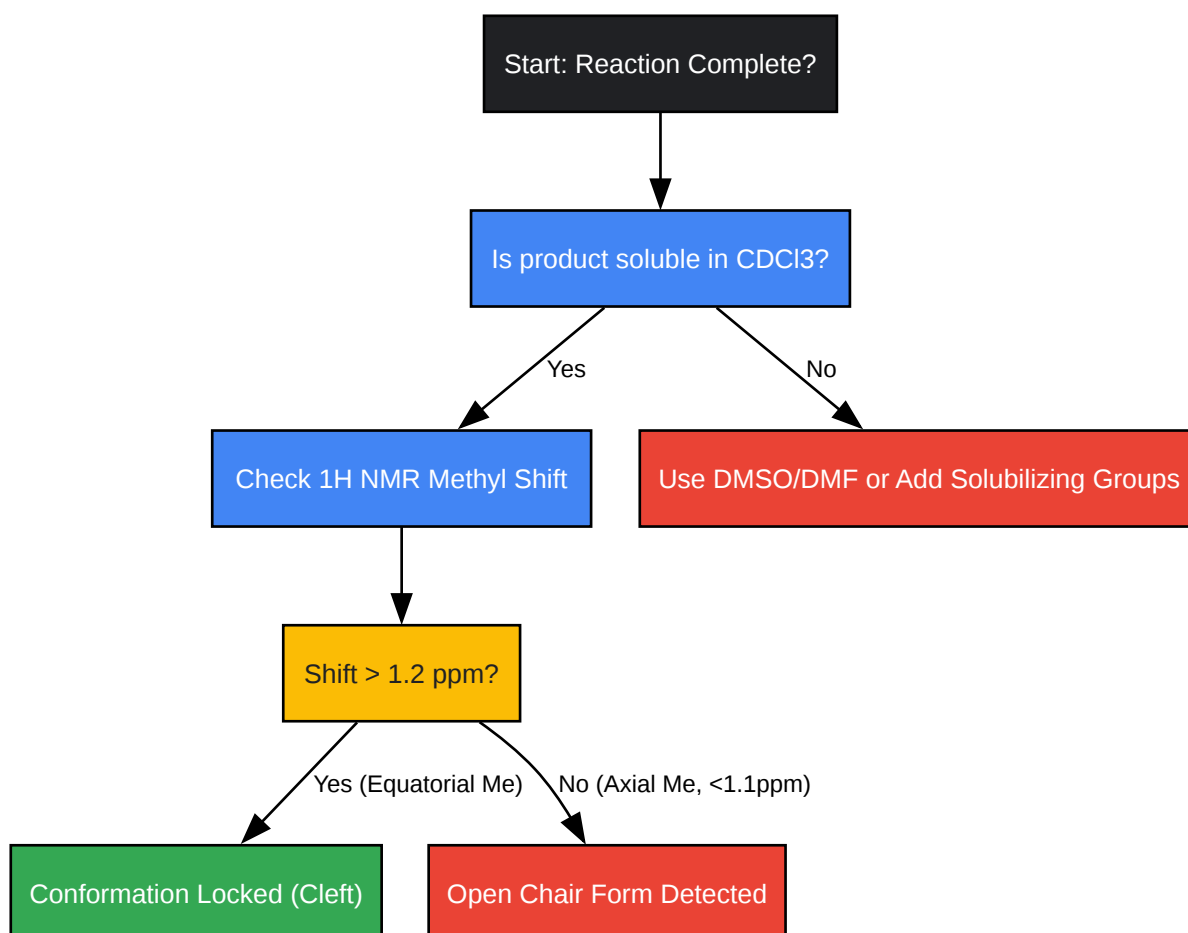 Start: Reaction Complete?
Is product soluble in CDCl3?
Yes
No
Check 1H NMR Methyl Shift
Use DMSO/DMF or Add Solubilizing Groups
Shift > 1.2 ppm?
Yes (Equatorial Me)
No (Axial Me, <1.1ppm)
Conformation Locked (Cleft)
Open Chair Form Detected